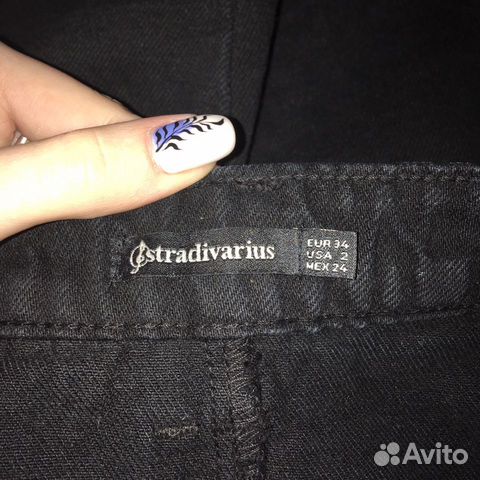 stradivarius
EUR 34
USA 2
MEX 24
Avito